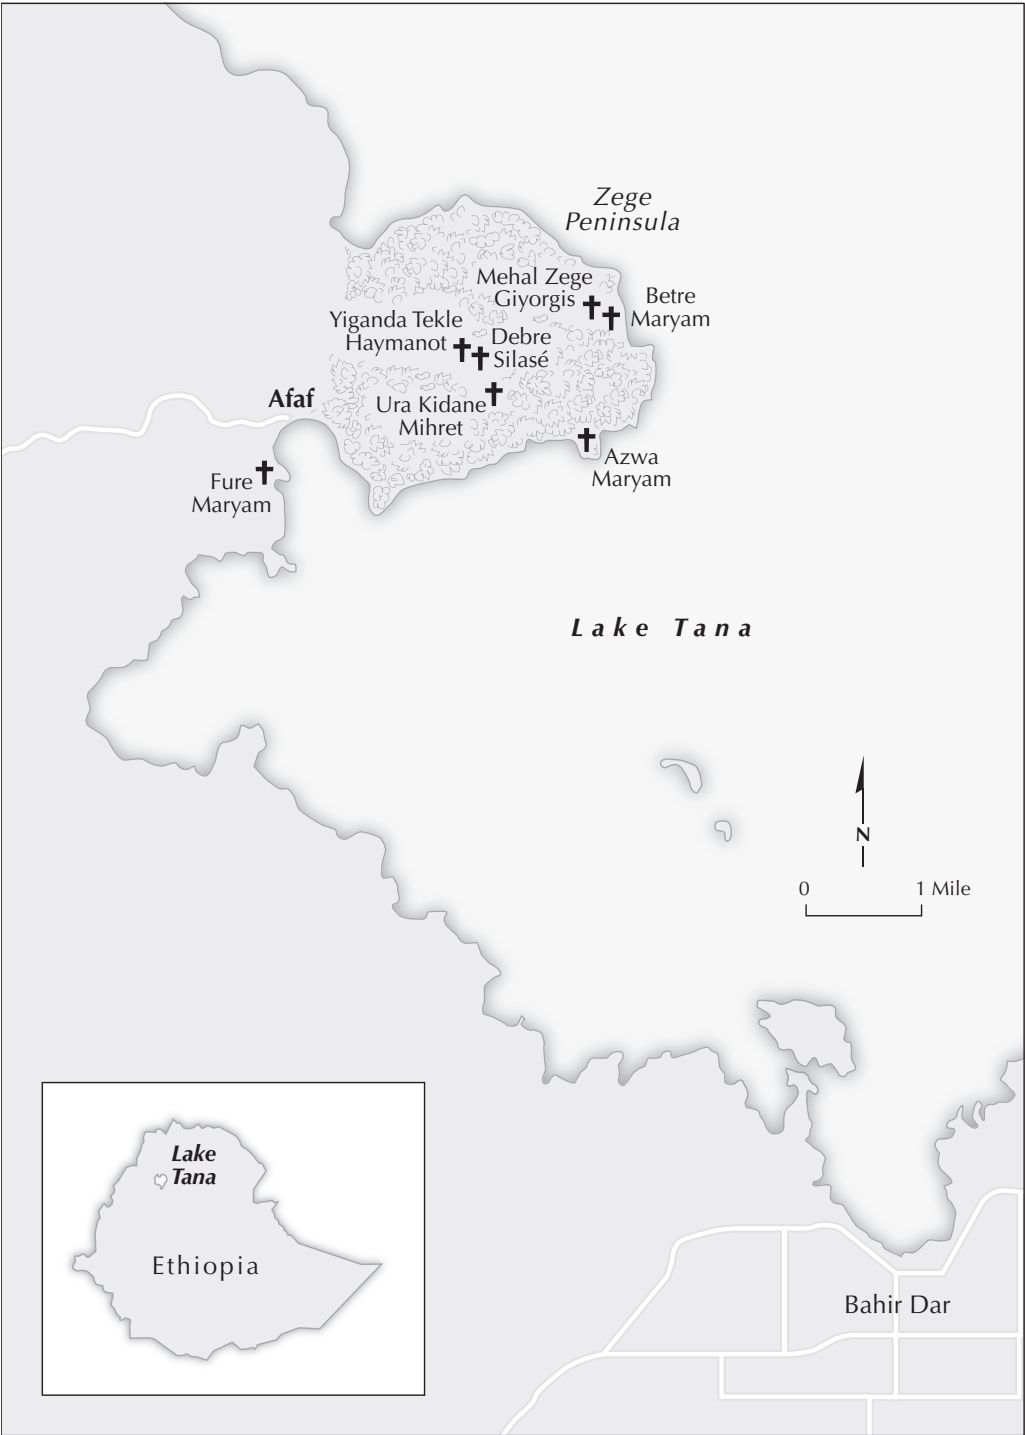 Zege
Peninsula
Mehal Zege
Giyorgis
Betre
Maryam
Yiganda Tekle
Haymanot
Debre
Silasé
Afaf
Ura Kidane
Mihret
Azwa
Maryam
Fure
Maryam
Lake Tana
N
0 1 Mile
Lake
Tana
Ethiopia
Bahir Dar